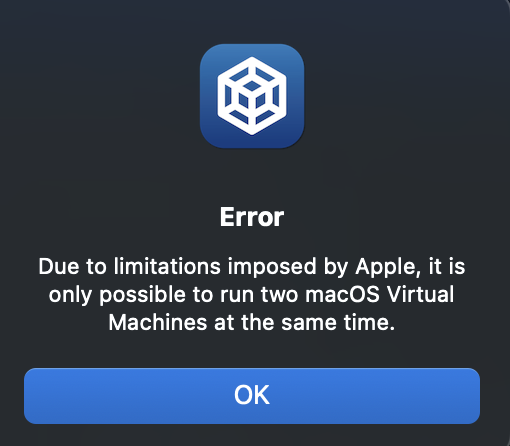 Error
Due to limitations imposed by Apple, it is
only possible to run two macOS Virtual
Machines at the same time.
OK